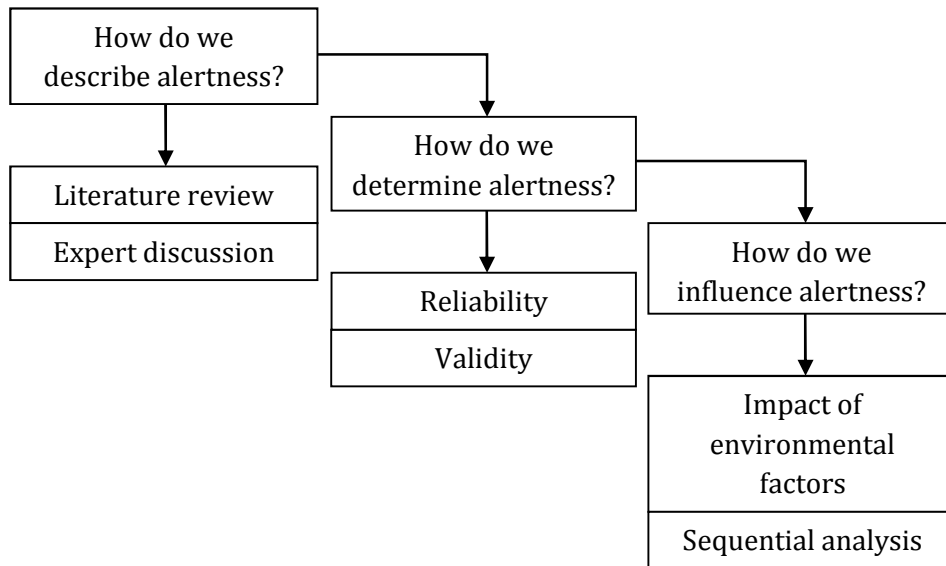 How do we
describe alertness?
Literature review
Expert discussion
How do we
determine alertness?
Reliability
Validity
How do we
influence alertness?
Impact of
environmental
factors
Sequential analysis